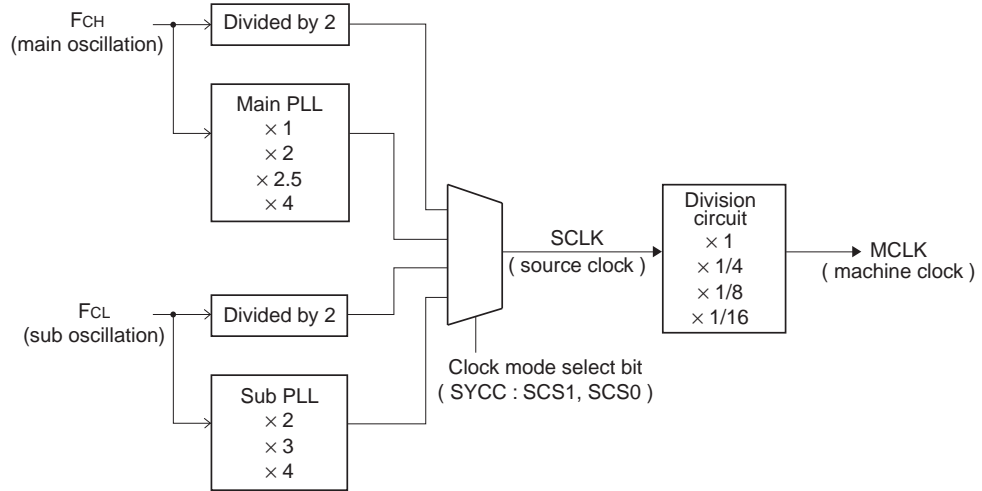 FCH
(main oscillation)
Divided by 2
Main PLL
× 1
× 2
× 2.5
× 4
FCL
(sub oscillation)
Divided by 2
Sub PLL
× 2
× 3
× 4
Clock mode select bit
( SYCC : SCS1, SCS0 )
SCLK
( source clock )
Division
circuit
× 1
× 1/4
× 1/8
× 1/16
MCLK
( machine clock )